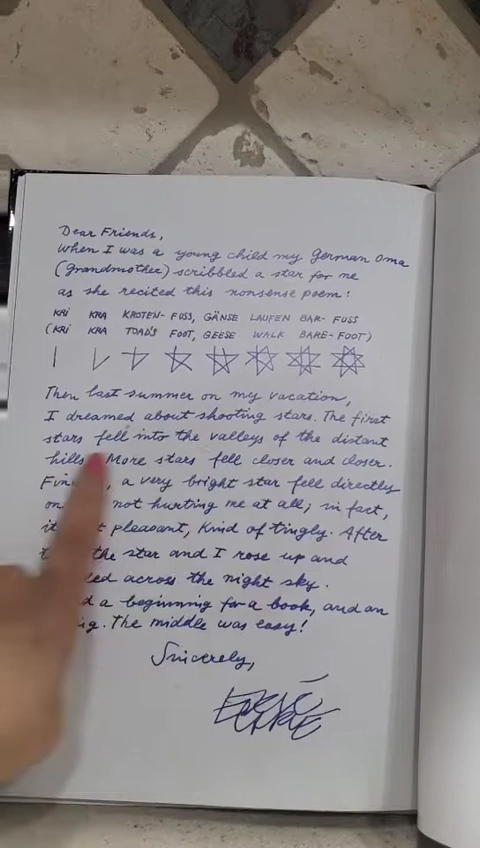 Dear Friends,
When I was a young child my German Oma
(grandmother) scribbled a star for me
as she recited this nonsense poem:
KRI KRA KROTEN- FUSS, GÄNSE LAUFEN BAR- FUSS
(KRI KRA TOAD'S FOOT, GEESE WALK BARE-FOOT)
Then last summer on my vacation,
I dreamed about shooting stars. The first
stars fell into the valleys of the distant
hills. More stars fell closer and closer.
a very bright star fell directly
on not hurting me at all; in fact,
pleasant, kind of tingly. After
the star and I rose up and
across the night sky.
a beginning for a book, and an
The middle was easy!
Sincerely,
ERIC CARLE